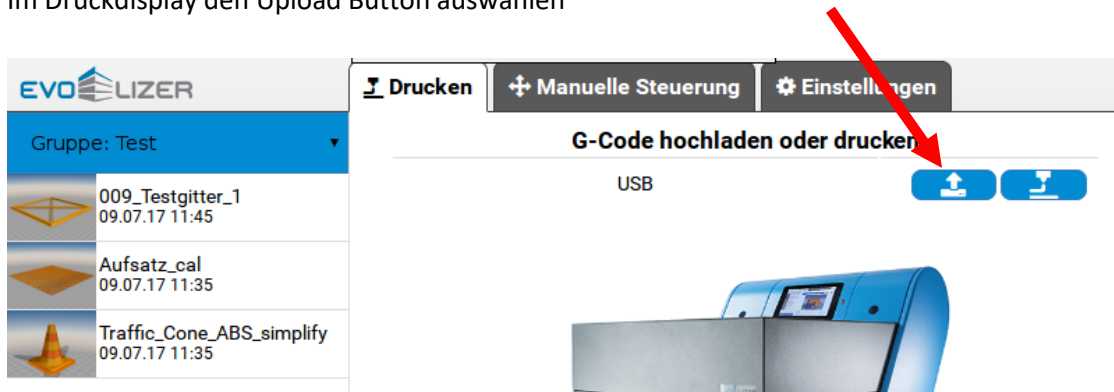 Im Druckdisplay den Upload Button auswählen
EVOLIZER
Drucken
Manuelle Steuerung
Einstellungen
Gruppe: Test
G-Code hochladen oder drucken
USB
009_Testgitter_1
09.07.17 11:45
Aufsatz_cal
09.07.17 11:35
Traffic_Cone_ABS_simplify
09.07.17 11:35